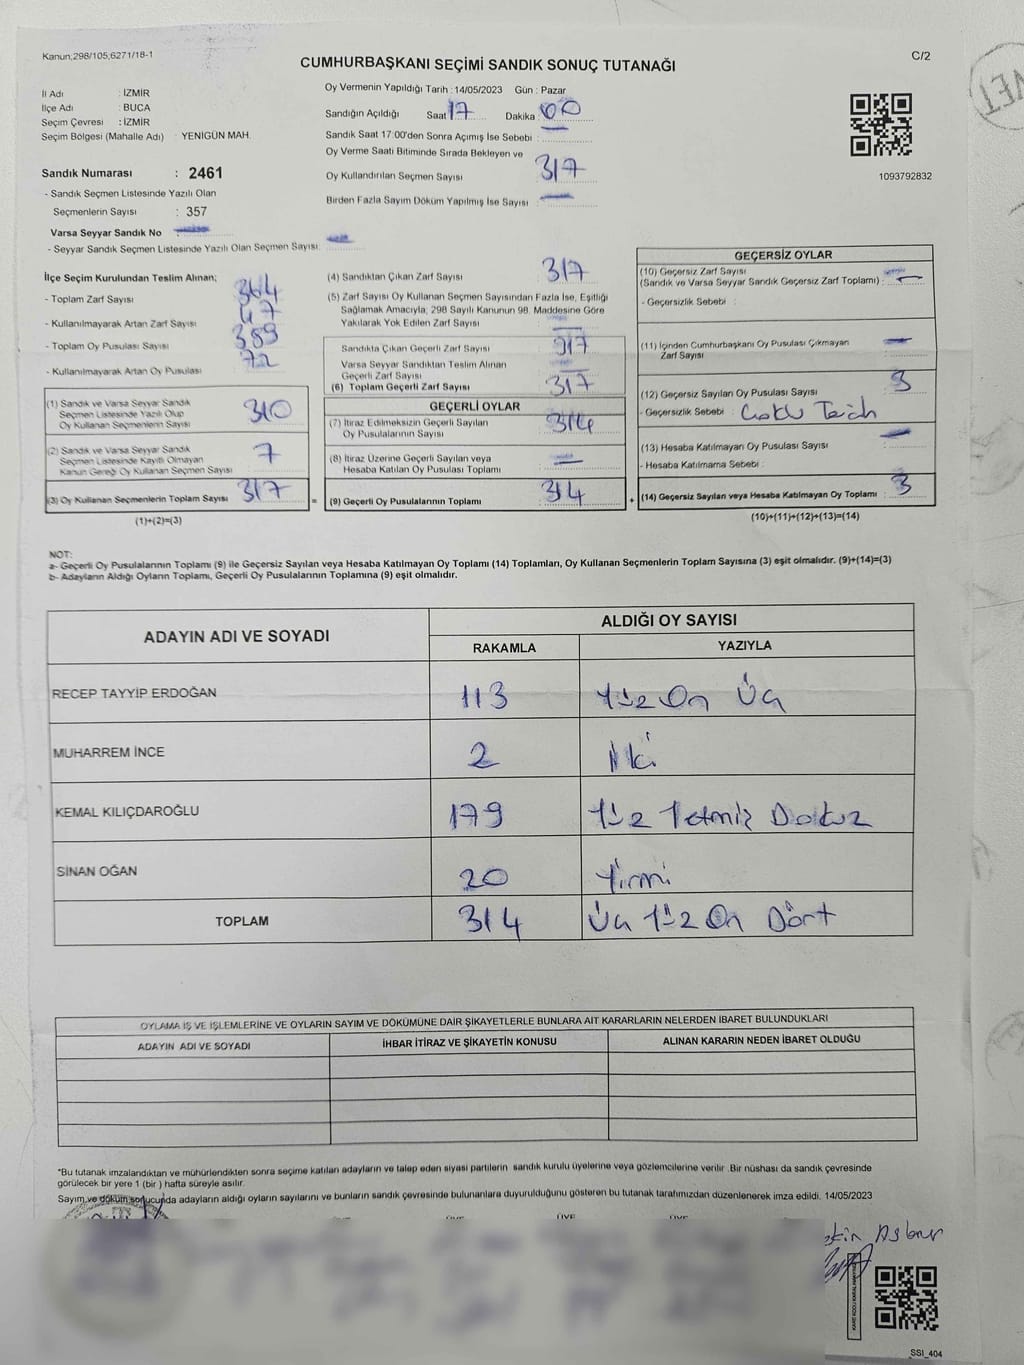 Kanun;298/105;6271/18-1
C/2
CUMHURBAŞKANI SEÇİMİ SANDIK SONUÇ TUTANAĞI
İl Adı : İZMİR
İlçe Adı : BUCA
Seçim Çevresi : İZMİR
Seçim Bölgesi (Mahalle Adı) : YENİGÜN MAH.
Sandık Numarası : 2461
- Sandık Seçmen Listesinde Yazılı Olan
Seçmenlerin Sayısı : 357
Varsa Seyyar Sandık No
- Seyyar Sandık Seçmen Listesinde Yazılı Olan Seçmen Sayısı:
Oy Vermenin Yapıldığı Tarih : 14/05/2023 Gün : Pazar
Sandığın Açıldığı Saat 17 Dakika : 00
Sandık Saat 17:00'den Sonra Açımış İse Sebebi :
Oy Verme Saati Bitiminde Sırada Bekleyen ve
Oy Kullandırılan Seçmen Sayısı : 317
Birden Fazla Sayım Döküm Yapılmış İse Sayısı :
1093792832
İlçe Seçim Kurulundan Teslim Alınan;
- Toplam Zarf Sayısı 364
- Kullanılmayarak Artan Zarf Sayısı 47
- Toplam Oy Pusulası Sayısı 389
- Kullanılmayarak Artan Oy Pusulası 72
(1) Sandık ve Varsa Seyyar Sandık
Seçmen Listesinde Yazılı Olup
Oy Kullanan Seçmenlerin Sayısı 310
(2) Sandık ve Varsa Seyyar Sandık
Seçmen Listesinde Kayıtlı Olmayan
Kanun Gereği Oy Kullanan Seçmen Sayısı 7
(3) Oy Kullanan Seçmenlerin Toplam Sayısı 317
(1)+(2)=(3)
=
(4) Sandıktan Çıkan Zarf Sayısı 317
(5) Zarf Sayısı Oy Kullanan Seçmen Sayısından Fazla İse, Eşitliği
Sağlamak Amacıyla; 298 Sayılı Kanunun 98. Maddesine Göre
Yakılarak Yok Edilen Zarf Sayısı
Sandıkta Çıkan Geçerli Zarf Sayısı 317
Varsa Seyyar Sandıktan Teslim Alınan
Geçerli Zarf Sayısı
(6) Toplam Geçerli Zarf Sayısı 317
GEÇERLİ OYLAR
(7) İtiraz Edilmeksizin Geçerli Sayılan
Oy Pusulalarının Sayısı 314
(8) İtiraz Üzerine Geçerli Sayılan veya
Hesaba Katılan Oy Pusulası Toplamı
(9) Geçerli Oy Pusulalarının Toplamı 314
+
GEÇERSİZ OYLAR
(10) Geçersiz Zarf Sayısı
(Sandık ve Varsa Seyyar Sandık Geçersiz Zarf Toplamı) :
- Geçersizlik Sebebi :
(11) İçinden Cumhurbaşkanı Oy Pusulası Çıkmayan
Zarf Sayısı
(12) Geçersiz Sayılan Oy Pusulası Sayısı 3
- Geçersizlik Sebebi :
(13) Hesaba Katılmayan Oy Pusulası Sayısı
- Hesaba Katılmama Sebebi :
(14) Geçersiz Sayılan veya Hesaba Katılmayan Oy Toplamı : 3
(10)+(11)+(12)+(13)=(14)
NOT:
a- Geçerli Oy Pusulalarının Toplamı (9) ile Geçersiz Sayılan veya Hesaba Katılmayan Oy Toplamı (14) Toplamları, Oy Kullanan Seçmenlerin Toplam Sayısına (3) eşit olmalıdır. (9)+(14)=(3)
b- Adayların Aldığı Oyların Toplamı, Geçerli Oy Pusulalarının Toplamına (9) eşit olmalıdır.
ADAYIN ADI VE SOYADI
ALDIĞI OY SAYISI
RAKAMLA YAZIYLA
RECEP TAYYİP ERDOĞAN 113 Yüz On Üç
MUHARREM İNCE 2 İki
KEMAL KILIÇDAROĞLU 179 Yüz Yetmiş Dokuz
SİNAN OĞAN 20 Yirmi
TOPLAM 314 Üç Yüz On Dört
OYLAMA İŞ VE İŞLEMLERİNE VE OYLARIN SAYIM VE DÖKÜMÜNE DAİR ŞİKAYETLERLE BUNLARA AİT KARARLARIN NELERDEN İBARET BULUNDUKLARI
ADAYIN ADI VE SOYADI İHBAR İTİRAZ VE ŞİKAYETİN KONUSU ALINAN KARARIN NEDEN İBARET OLDUĞU
*Bu tutanak imzalandıktan ve mühürlendikten sonra seçime katılan adayların ve talep eden siyasi partilerin sandık kurulu üyelerine veya gözlemcilerine verilir .Bir nüshası da sandık çevresinde
görülecek bir yere 1 (bir ) hafta süreyle asılır.
Sayım ve döküm sonucunda adayların aldığı oyların sayılarını ve bunların sandık çevresinde bulunanlara duyurulduğunu gösteren bu tutanak tarafımızdan düzenlenerek imza edildi. 14/05/2023
SSI_404